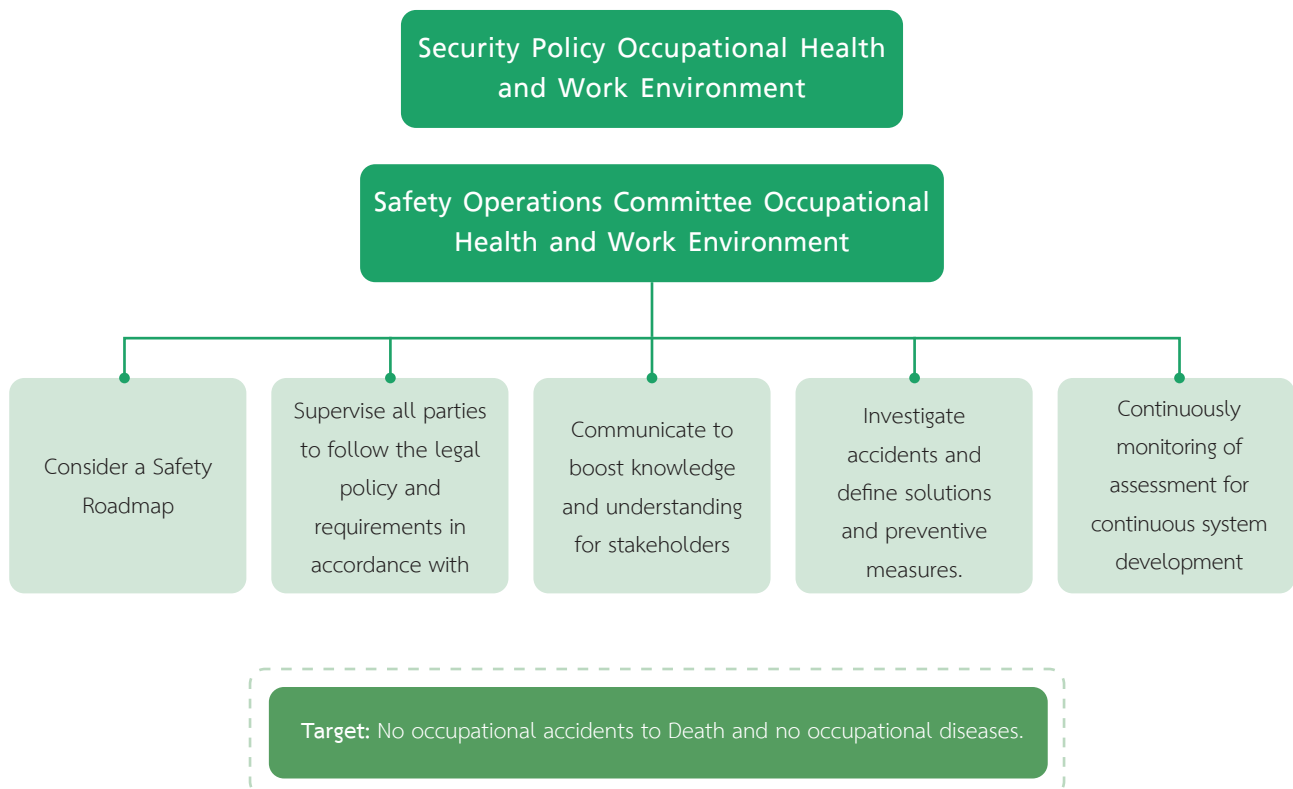 Security Policy Occupational Health
and Work Environment
Safety Operations Committee Occupational
Health and Work Environment
Consider a Safety
Roadmap
Supervise all parties
to follow the legal
policy and
requirements in
accordance with
Communicate to
boost knowledge
and understanding
for stakeholders
Investigate
accidents and
define solutions
and preventive
measures.
Continuously
monitoring of
assessment for
continuous system
development
Target: No occupational accidents to Death and no occupational diseases.